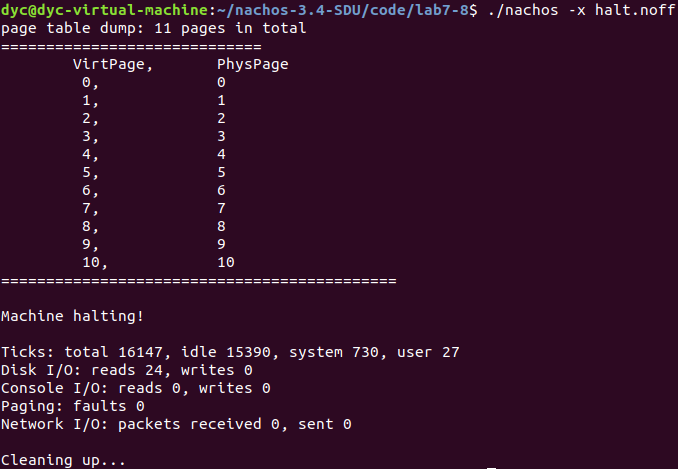 dyc@dyc-virtual-machine:~/nachos-3.4-SDU/code/lab7-8$ ./nachos -x halt.noff
page table dump: 11 pages in total
=============================
VirtPage, PhysPage
0, 0
1, 1
2, 2
3, 3
4, 4
5, 5
6, 6
7, 7
8, 8
9, 9
10, 10
============================================
Machine halting!
Ticks: total 16147, idle 15390, system 730, user 27
Disk I/O: reads 24, writes 0
Console I/O: reads 0, writes 0
Paging: faults 0
Network I/O: packets received 0, sent 0
Cleaning up...